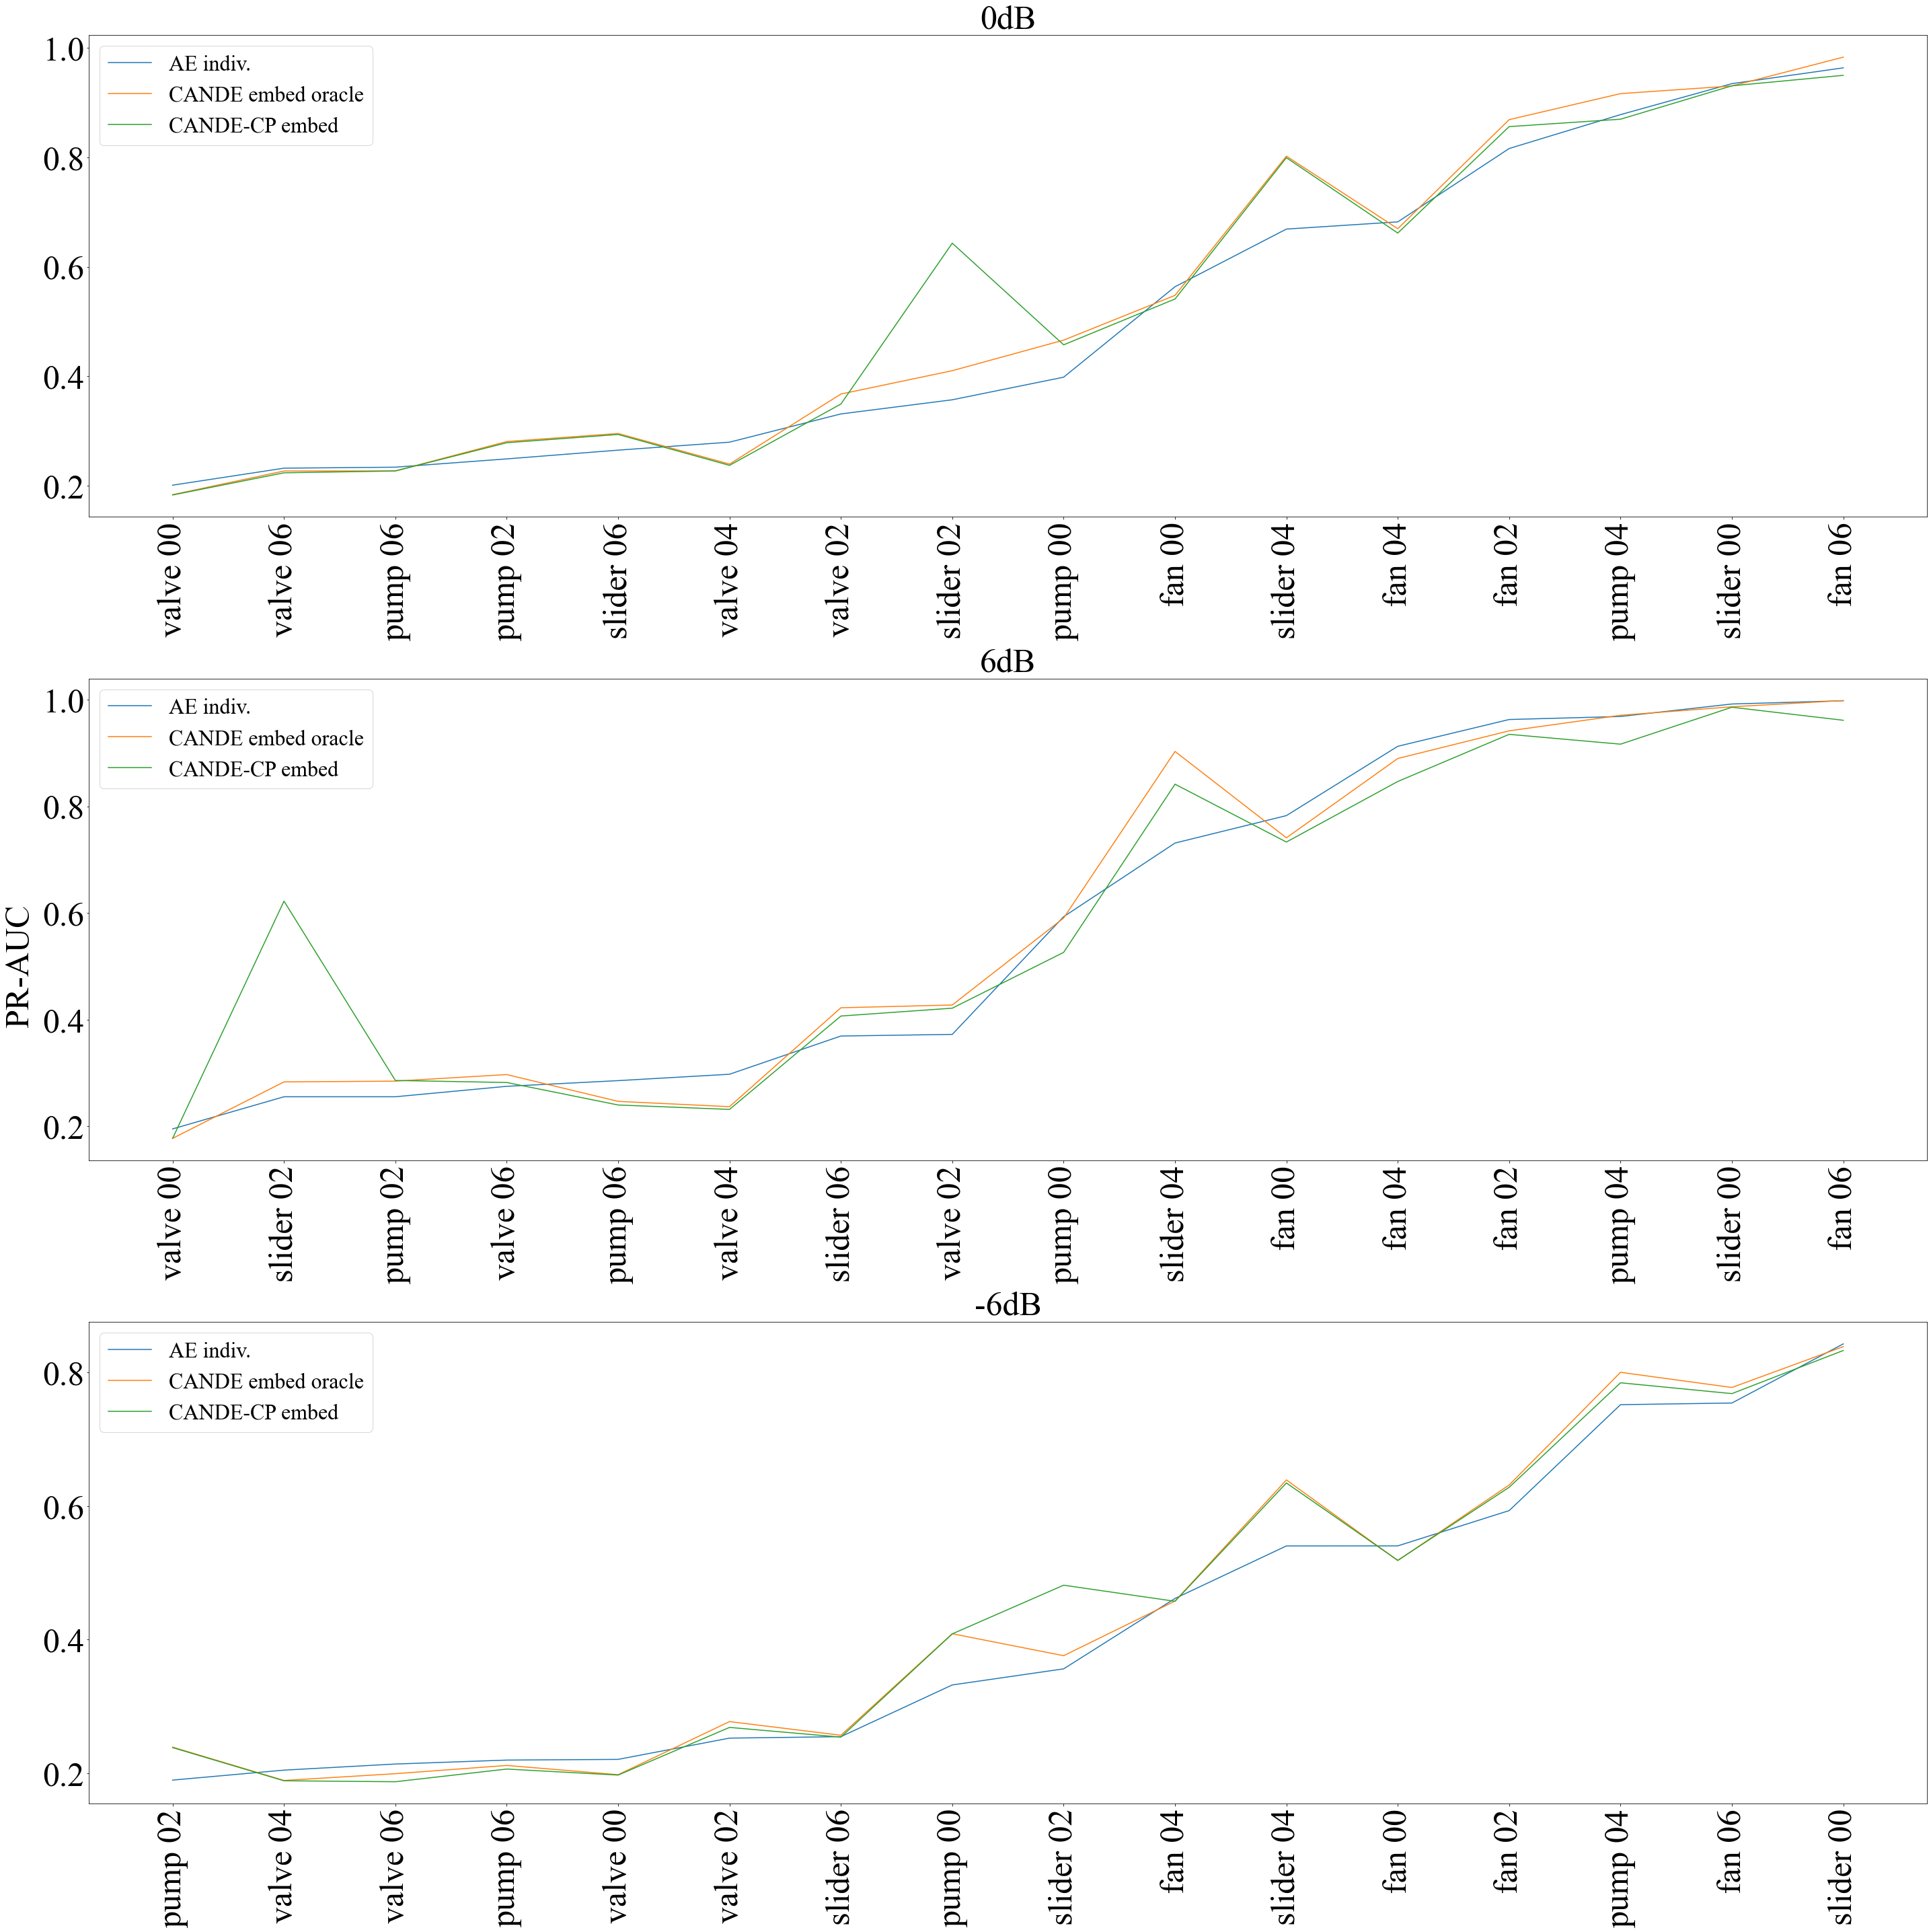 0dB
1.0
0.8
0.6
0.4
0.2
AE indiv.
CANDE embed oracle
CANDE-CP embed
valve 00
valve 06
pump 06
pump 02
slider 06
valve 04
valve 02
slider 02
pump 00
fan 00
slider 04
fan 04
fan 02
pump 04
slider 00
fan 06
6dB
PR-AUC
1.0
0.8
0.6
0.4
0.2
AE indiv.
CANDE embed oracle
CANDE-CP embed
valve 00
slider 02
pump 02
valve 06
pump 06
valve 04
slider 06
valve 02
pump 00
slider 04
fan 00
fan 04
fan 02
pump 04
slider 00
fan 06
-6dB
0.8
0.6
0.4
0.2
AE indiv.
CANDE embed oracle
CANDE-CP embed
pump 02
valve 04
valve 06
pump 06
valve 00
valve 02
slider 06
pump 00
slider 02
fan 04
slider 04
fan 00
fan 02
pump 04
fan 06
slider 00